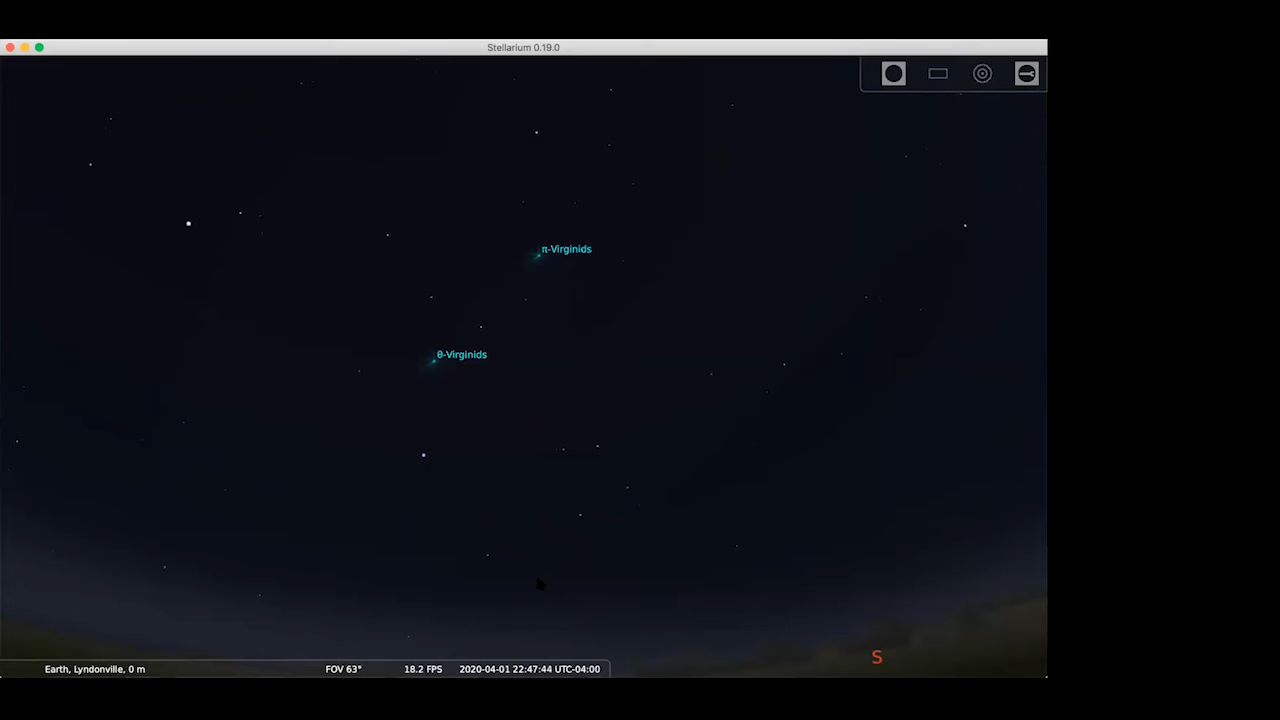 Stellarium 0.19.0
π-Virginids
θ-Virginids
S
Earth, Lyndonville, 0 m FOV 63° 18.2 FPS 2020-04-01 22:47:44 UTC-04:00